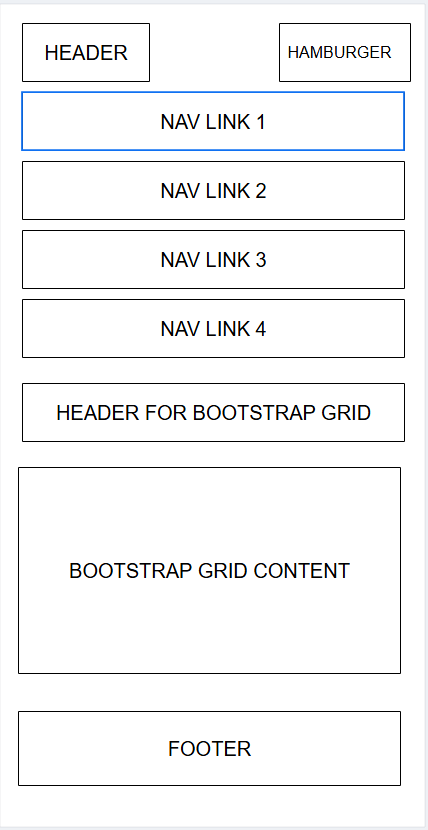 HEADER
HAMBURGER
NAV LINK 1
NAV LINK 2
NAV LINK 3
NAV LINK 4
HEADER FOR BOOTSTRAP GRID
BOOTSTRAP GRID CONTENT
FOOTER